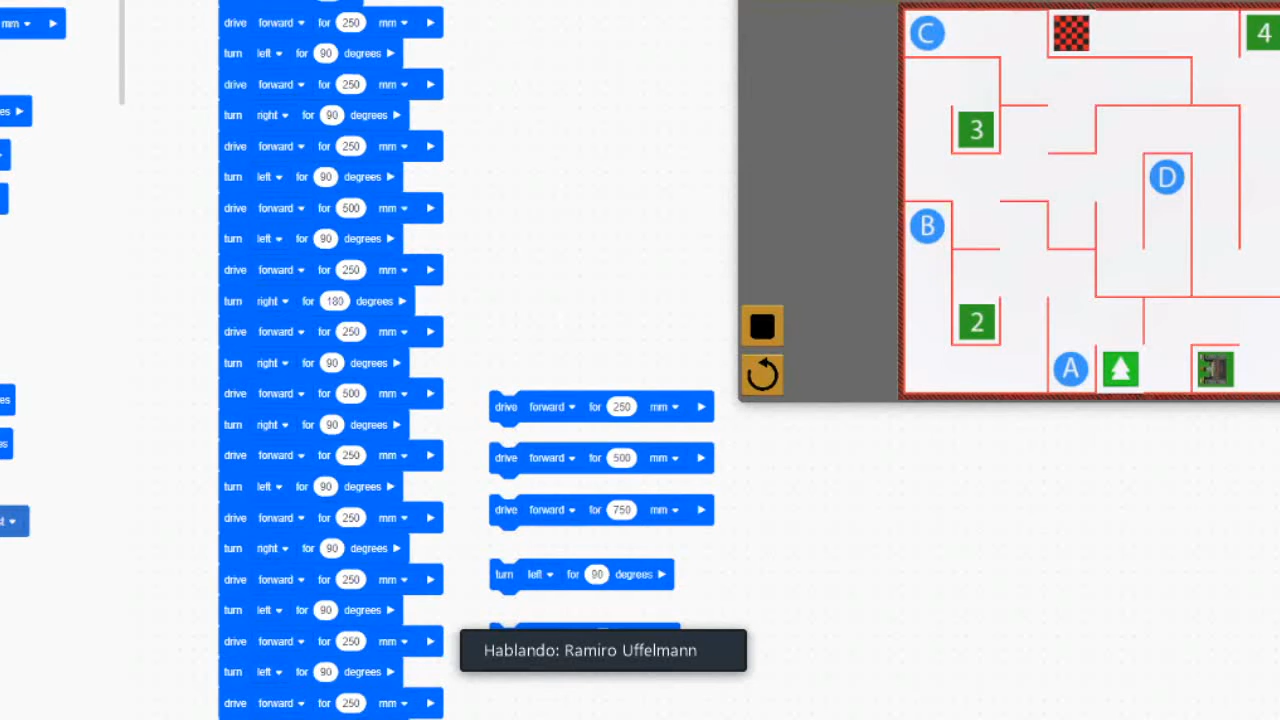 mm
es
es
es
t
drive forward for 250 mm
turn left for 90 degrees
drive forward for 250 mm
turn right for 90 degrees
drive forward for 250 mm
turn left for 90 degrees
drive forward for 500 mm
turn left for 90 degrees
drive forward for 250 mm
turn right for 180 degrees
drive forward for 250 mm
turn right for 90 degrees
drive forward for 500 mm
turn right for 90 degrees
drive forward for 250 mm
turn left for 90 degrees
drive forward for 250 mm
turn right for 90 degrees
drive forward for 250 mm
turn left for 90 degrees
drive forward for 250 mm
turn left for 90 degrees
drive forward for 250 mm
drive forward for 250 mm
drive forward for 500 mm
drive forward for 750 mm
turn left for 90 degrees
Hablando: Ramiro Uffelmann
C
4
3
D
B
2
A